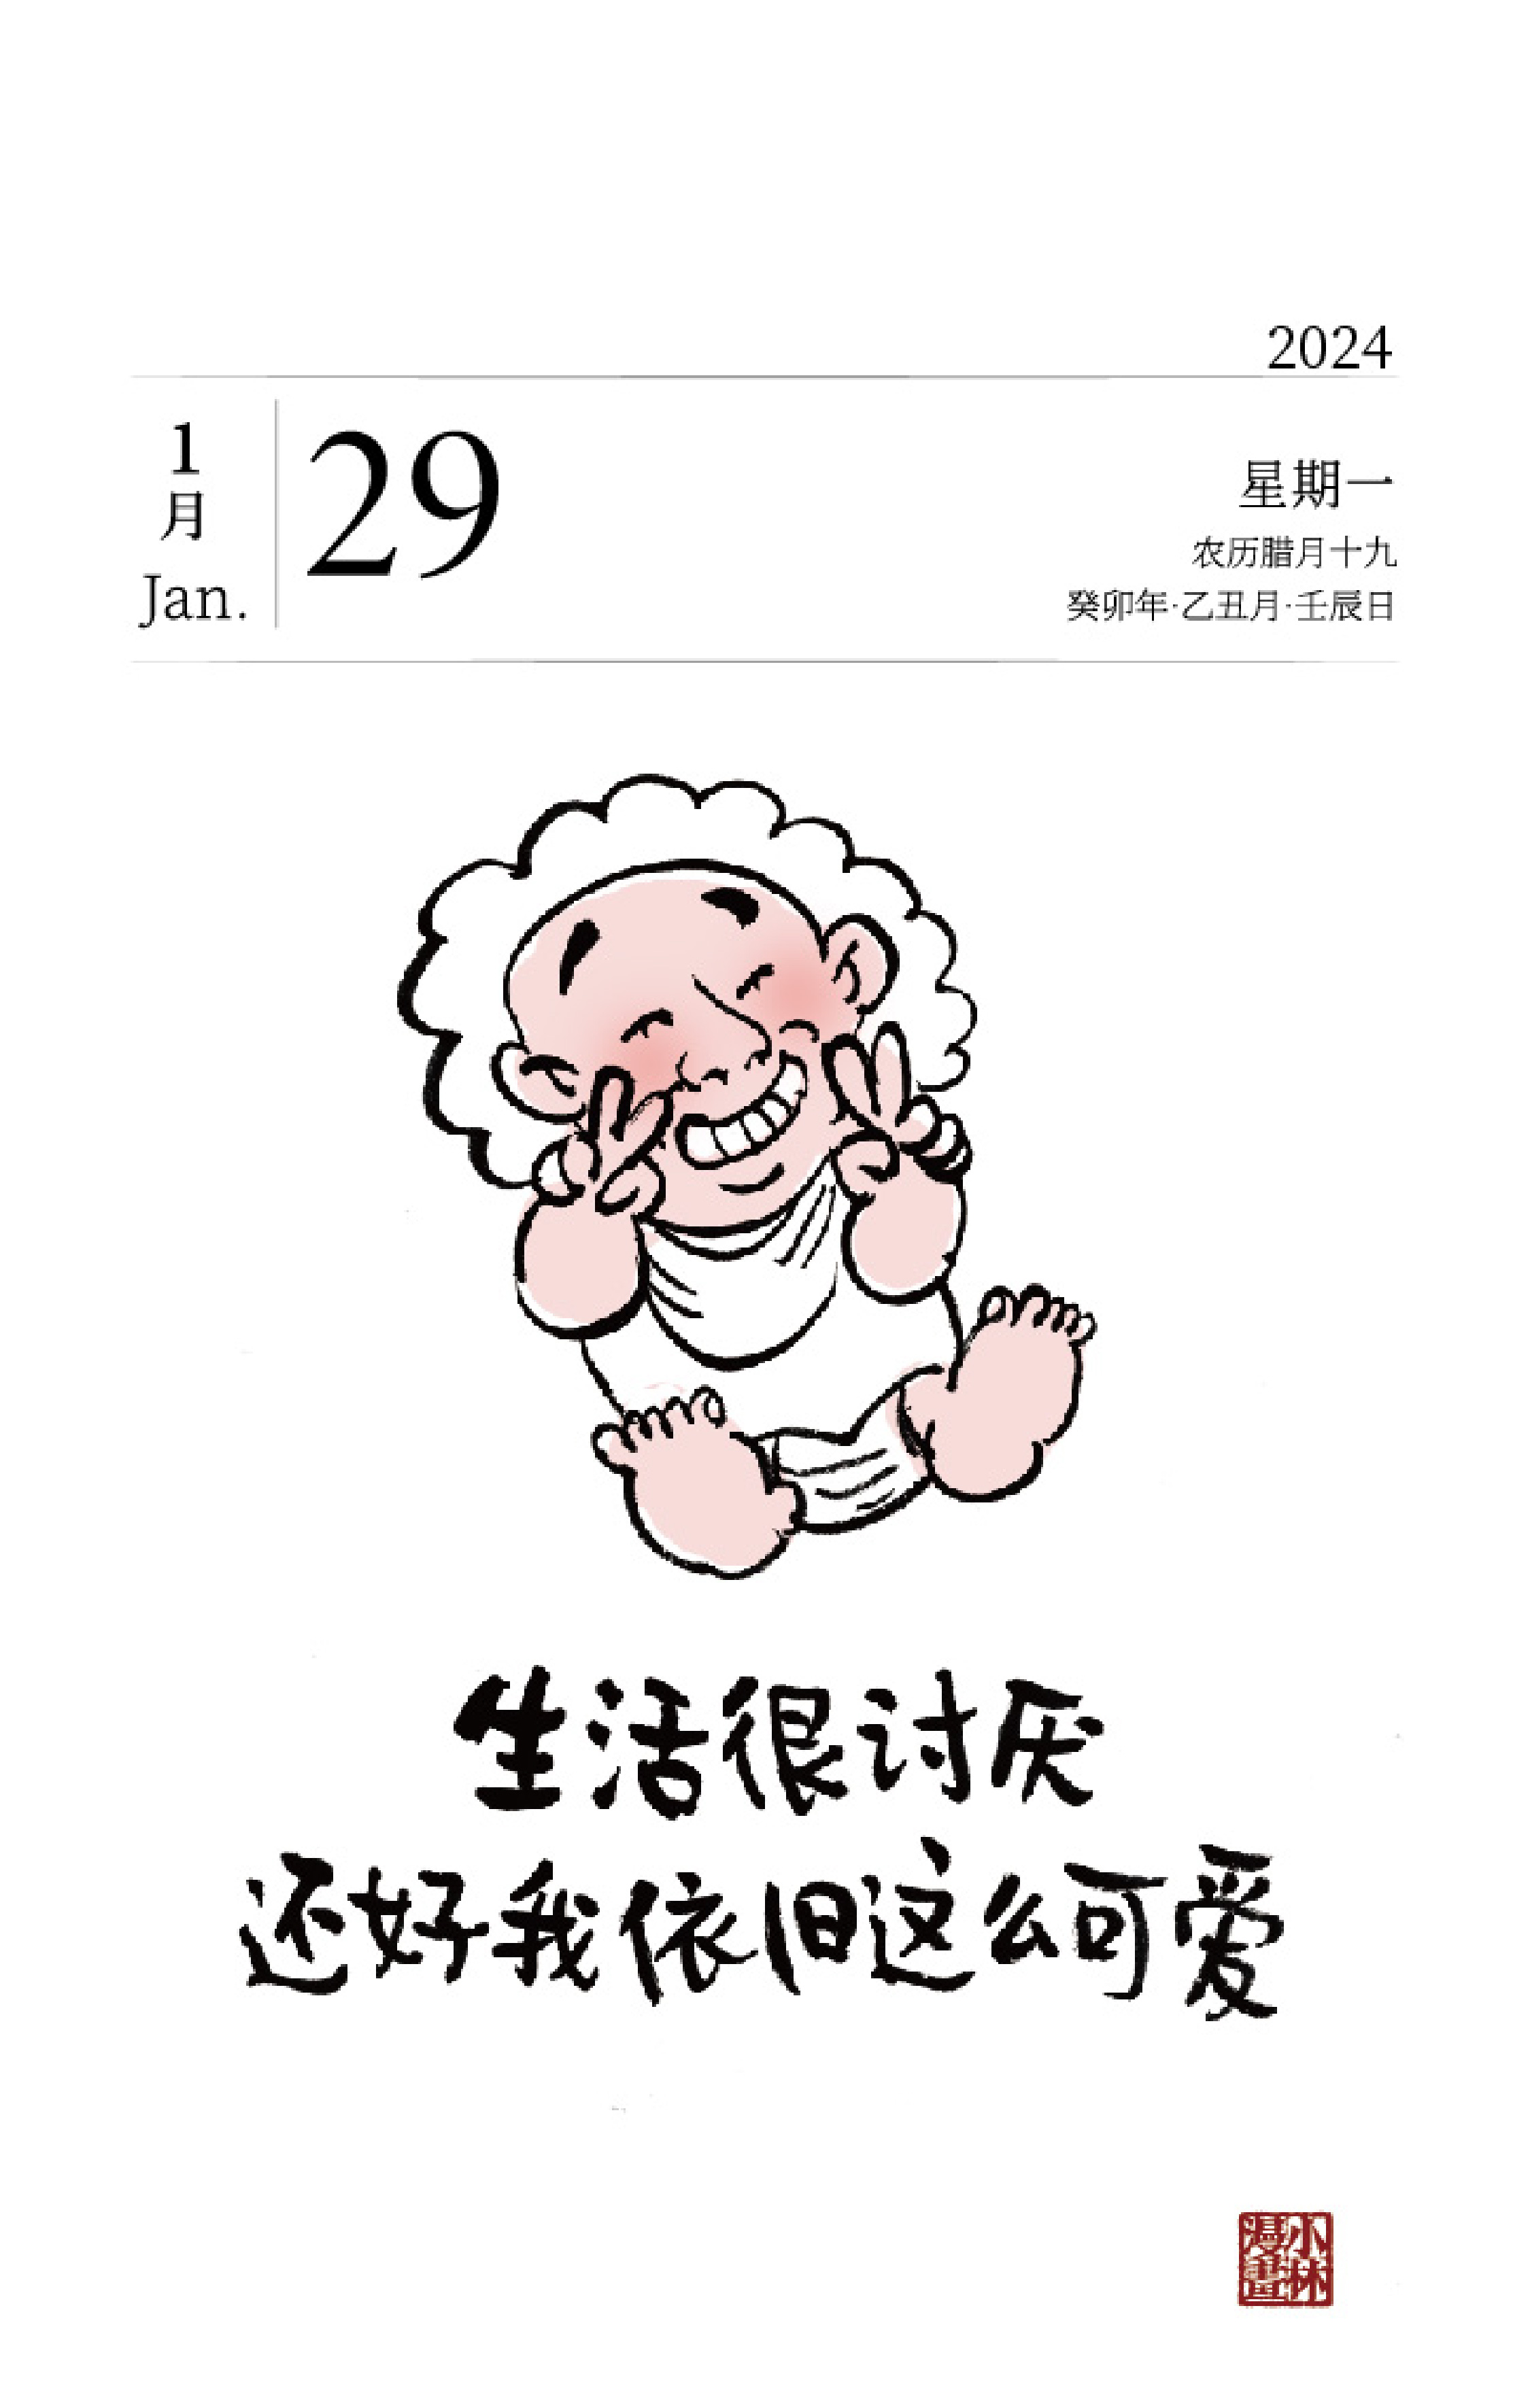 2024
1
月
Jan.
29
星期一
农历腊月十九
癸卯年·乙丑月·壬辰日
生活很讨厌
还好我依旧这么可爱
小林
漫畫